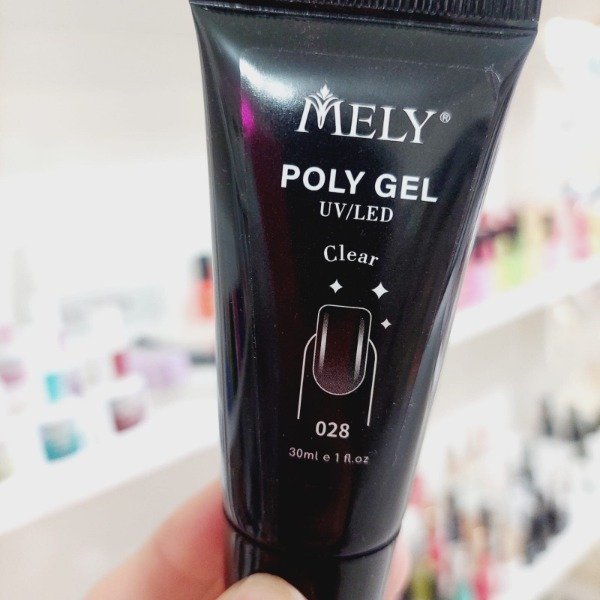 MELY®
POLY GEL
UV/LED
Clear
028
30ml e 1 fl.oz